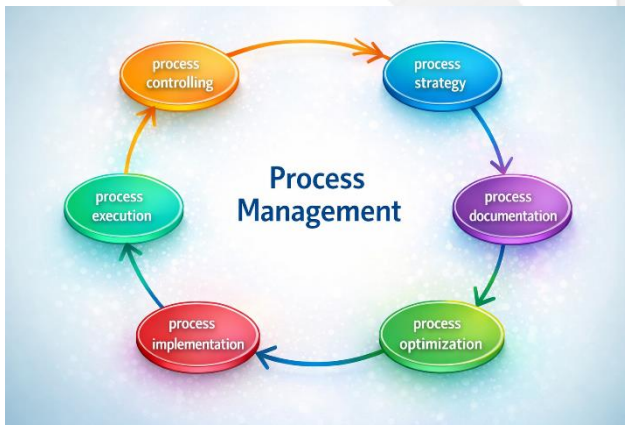 process
controlling
process
strategy
process
execution
Process
Management
process
documentation
process
implementation
process
optimization